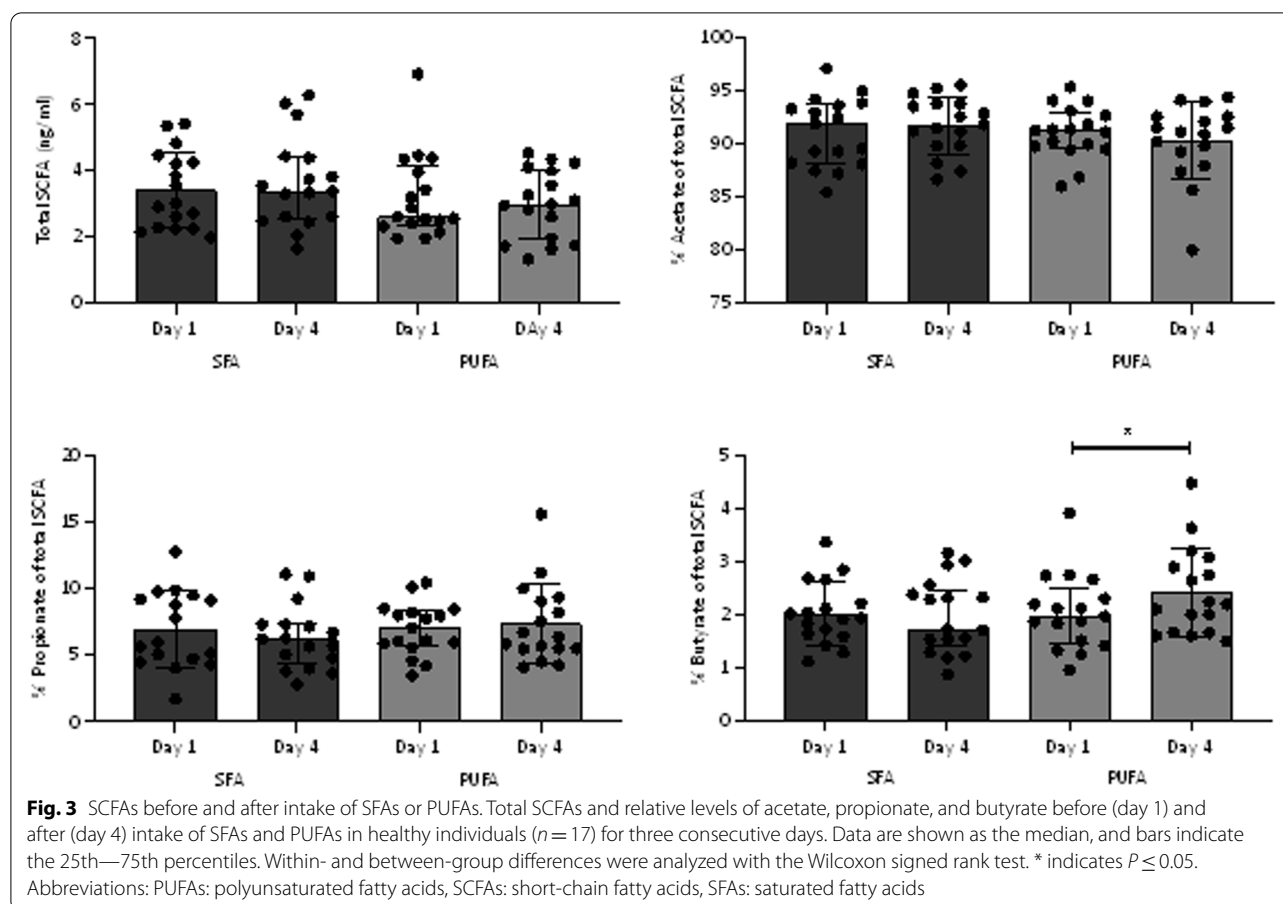 Total SCFA (ng/ml)
8
6
4
2
0
Day 1
Day 4
Day 1
DAy 4
SFA
PUFA
% Acetate of total SCFA
100
95
90
85
80
75
Day 1
Day 4
Day 1
Day 4
SFA
PUFA
% Propionate of total SCFA
20
15
10
5
0
Day 1
Day 4
Day 1
Day 4
SFA
PUFA
% Butyrate of total SCFA
5
4
3
2
1
0
*
Day 1
Day 4
Day 1
Day 4
SFA
PUFA
Fig. 3 SCFAs before and after intake of SFAs or PUFAs. Total SCFAs and relative levels of acetate, propionate, and butyrate before (day 1) and
after (day 4) intake of SFAs and PUFAs in healthy individuals (n = 17) for three consecutive days. Data are shown as the median, and bars indicate
the 25th—75th percentiles. Within- and between-group differences were analyzed with the Wilcoxon signed rank test. * indicates P ≤ 0.05.
Abbreviations: PUFAs: polyunsaturated fatty acids, SCFAs: short-chain fatty acids, SFAs: saturated fatty acids